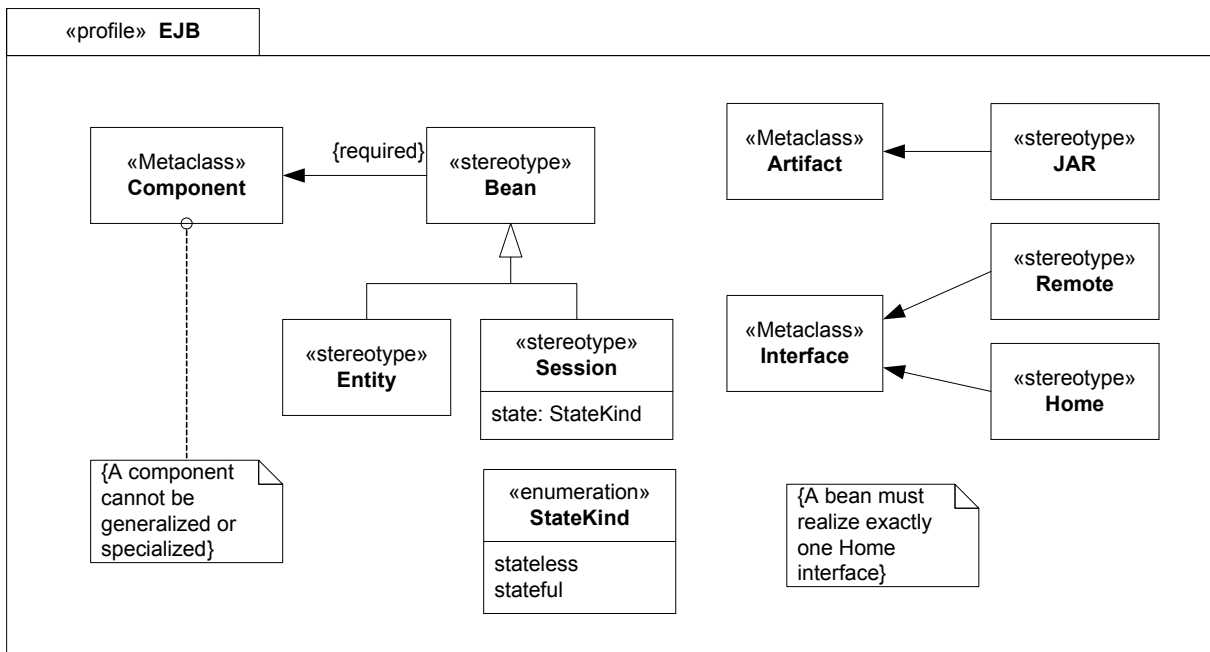 «profile» EJB
«Metaclass»
Component
{required}
«stereotype»
Bean
«Metaclass»
Artifact
«stereotype»
JAR
«stereotype»
Remote
«Metaclass»
Interface
«stereotype»
Home
«stereotype»
Entity
«stereotype»
Session
state: StateKind
{A component
cannot be
generalized or
specialized}
«enumeration»
StateKind
stateless
stateful
{A bean must
realize exactly
one Home
interface}